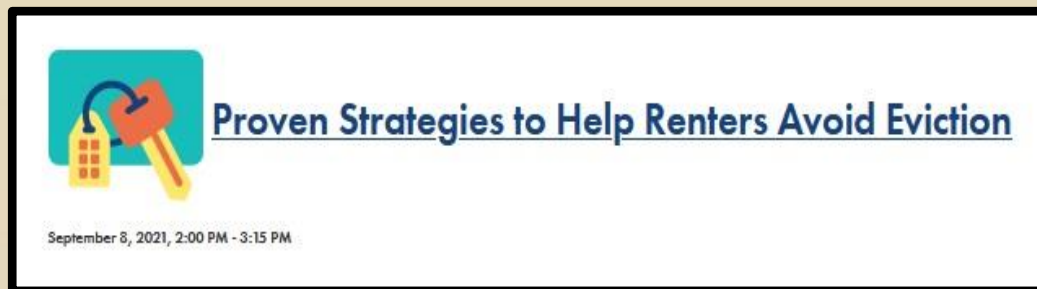 Proven Strategies to Help Renters Avoid Eviction
September 8, 2021, 2:00 PM - 3:15 PM